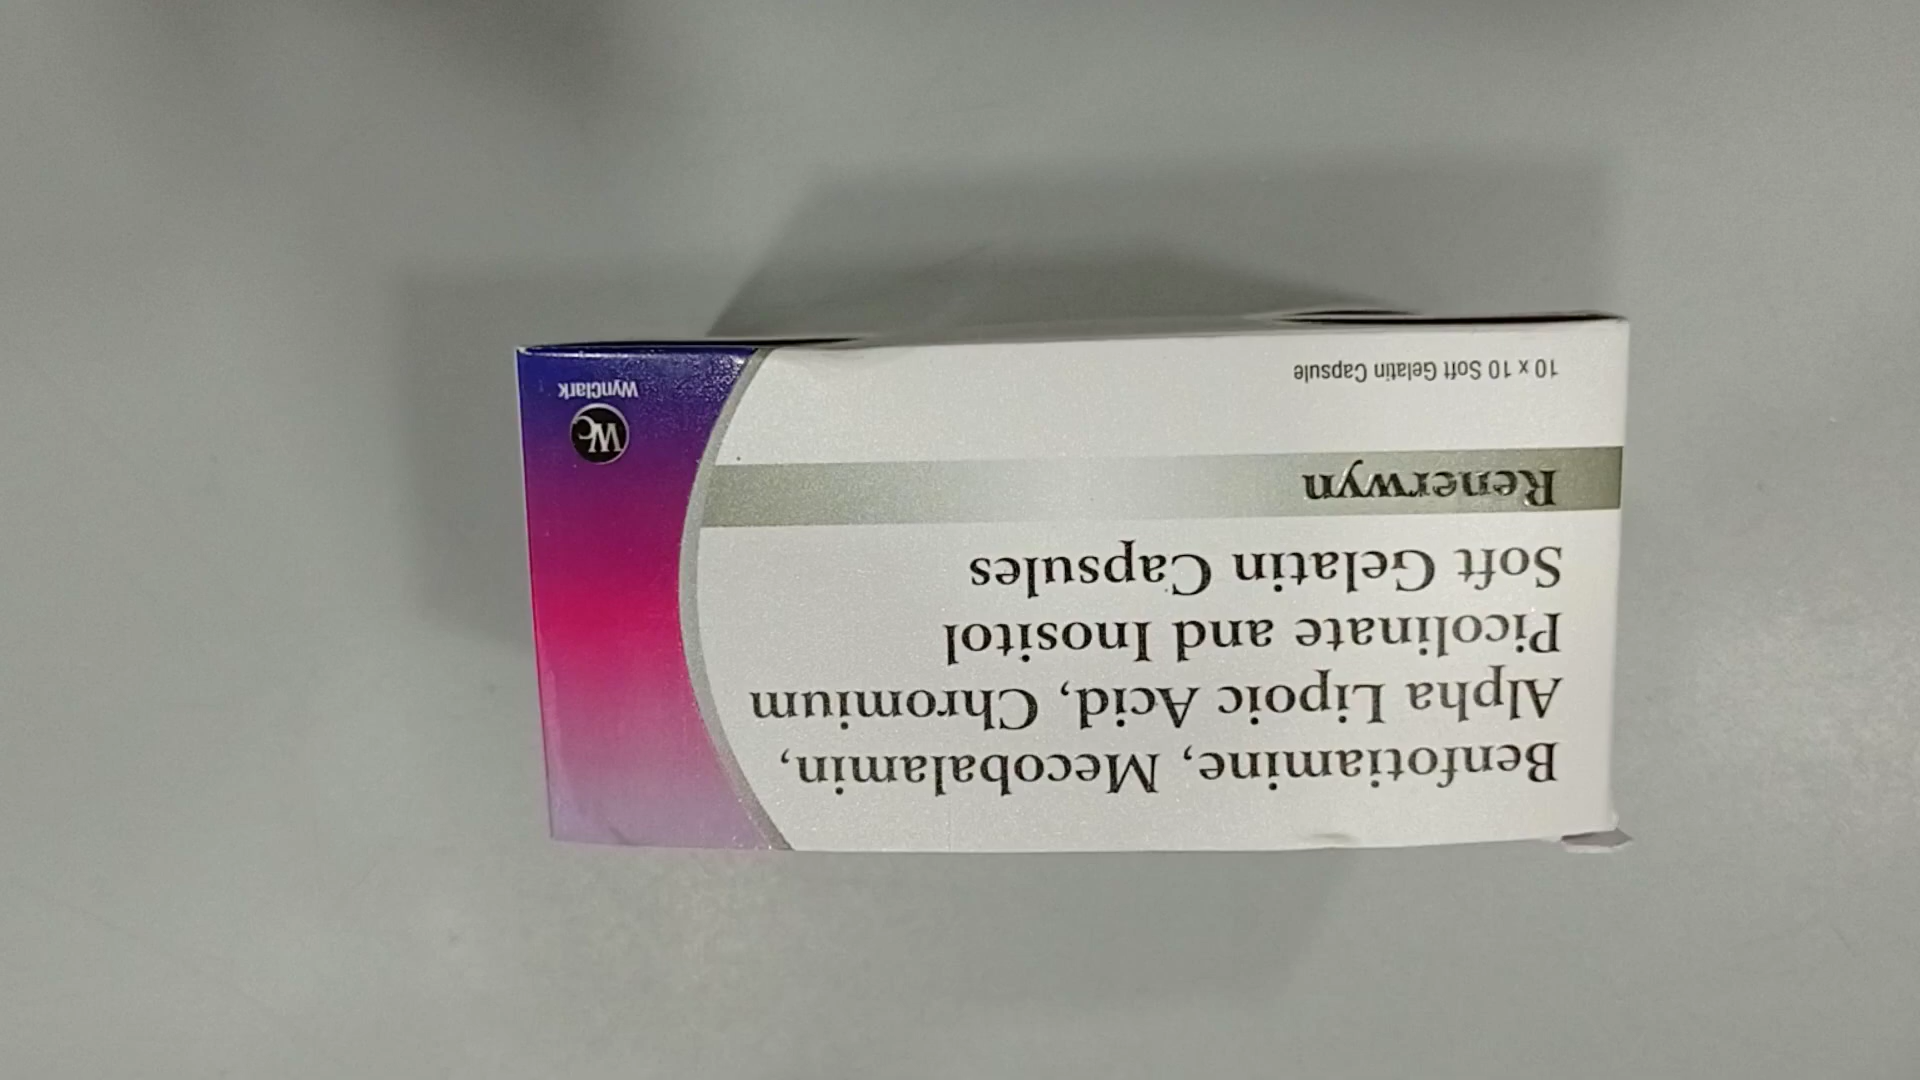 Benfotiamine, Mecobalamin,
Alpha Lipoic Acid, Chromium
Picolinate and Inositol
Soft Gelatin Capsules
Renerwyn
10 x 10 Soft Gelatin Capsule
WC
WynClark